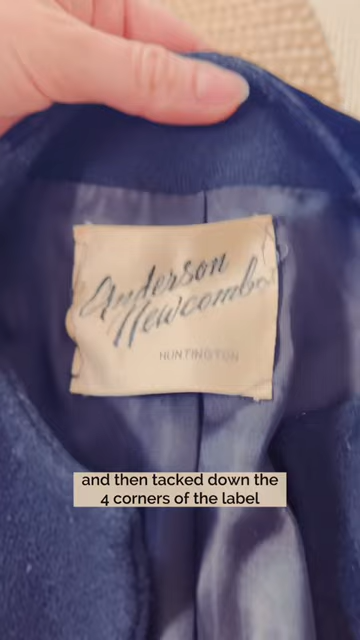 Anderson
Newcomb
HUNTINGTON
and then tacked down the
4 corners of the label